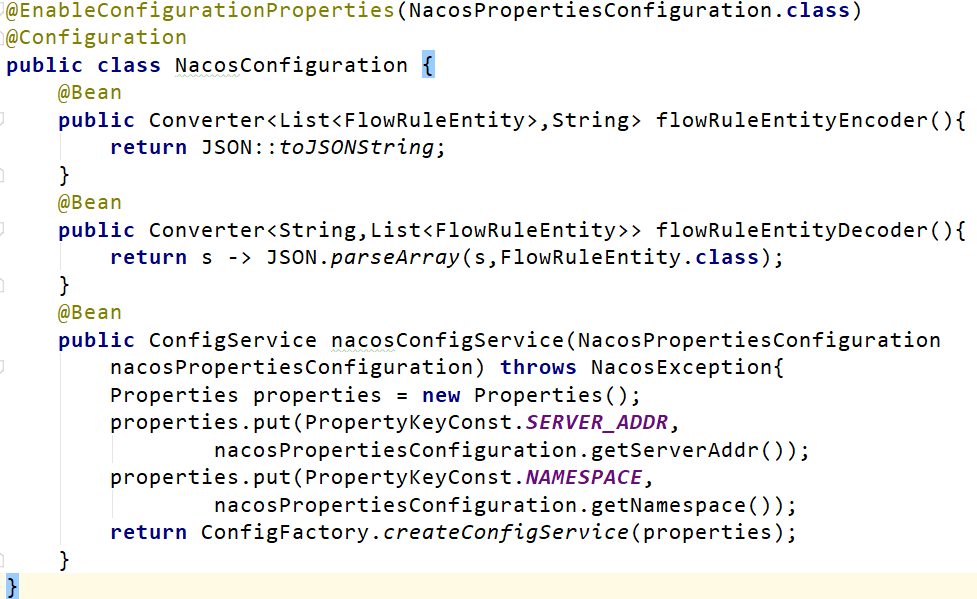 @EnableConfigurationProperties(NacosPropertiesConfiguration.class)
@Configuration
public class NacosConfiguration {
    @Bean
    public Converter<List<FlowRuleEntity>,String> flowRuleEntityEncoder(){
        return JSON::toJSONString;
    }
    @Bean
    public Converter<String,List<FlowRuleEntity>> flowRuleEntityDecoder(){
        return s -> JSON.parseArray(s,FlowRuleEntity.class);
    }
    @Bean
    public ConfigService nacosConfigService(NacosPropertiesConfiguration
        nacosPropertiesConfiguration) throws NacosException{
        Properties properties = new Properties();
        properties.put(PropertyKeyConst.SERVER_ADDR,
                nacosPropertiesConfiguration.getServerAddr());
        properties.put(PropertyKeyConst.NAMESPACE,
                nacosPropertiesConfiguration.getNamespace());
        return ConfigFactory.createConfigService(properties);
    }
}